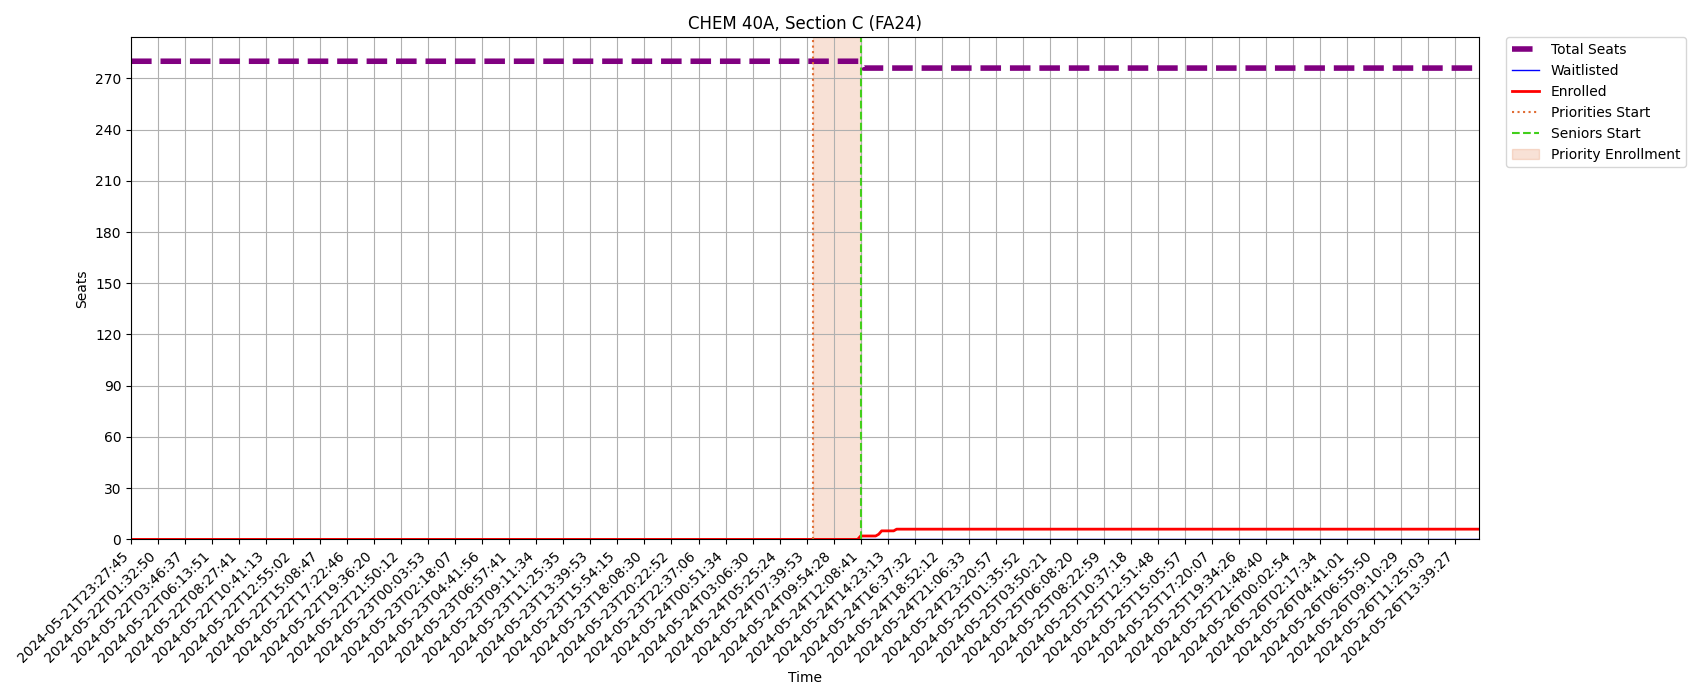 CHEM 40A, Section C (FA24)
Total Seats
Waitlisted
Enrolled
Priorities Start
Seniors Start
Priority Enrollment
Seats
270
240
210
180
150
120
90
60
30
0
2024-05-21T23:27:45
2024-05-22T01:32:50
2024-05-22T03:46:37
2024-05-22T06:13:51
2024-05-22T08:27:41
2024-05-22T10:41:13
2024-05-22T12:55:02
2024-05-22T15:08:47
2024-05-22T17:22:46
2024-05-22T19:36:20
2024-05-22T21:50:12
2024-05-23T00:03:53
2024-05-23T02:18:07
2024-05-23T04:41:56
2024-05-23T06:57:41
2024-05-23T09:11:34
2024-05-23T11:25:35
2024-05-23T13:39:53
2024-05-23T15:54:15
2024-05-23T18:08:30
2024-05-23T20:22:52
2024-05-23T22:37:06
2024-05-24T00:51:34
2024-05-24T03:06:30
2024-05-24T05:25:24
2024-05-24T07:39:53
2024-05-24T09:54:28
2024-05-24T12:08:41
2024-05-24T14:23:13
2024-05-24T16:37:32
2024-05-24T18:52:12
2024-05-24T21:06:33
2024-05-24T23:20:57
2024-05-25T01:35:52
2024-05-25T03:50:21
2024-05-25T06:08:20
2024-05-25T08:22:59
2024-05-25T10:37:18
2024-05-25T12:51:48
2024-05-25T15:05:57
2024-05-25T17:20:07
2024-05-25T19:34:26
2024-05-25T21:48:40
2024-05-26T00:02:54
2024-05-26T02:17:34
2024-05-26T04:41:01
2024-05-26T06:55:50
2024-05-26T09:10:29
2024-05-26T11:25:03
2024-05-26T13:39:27
Time